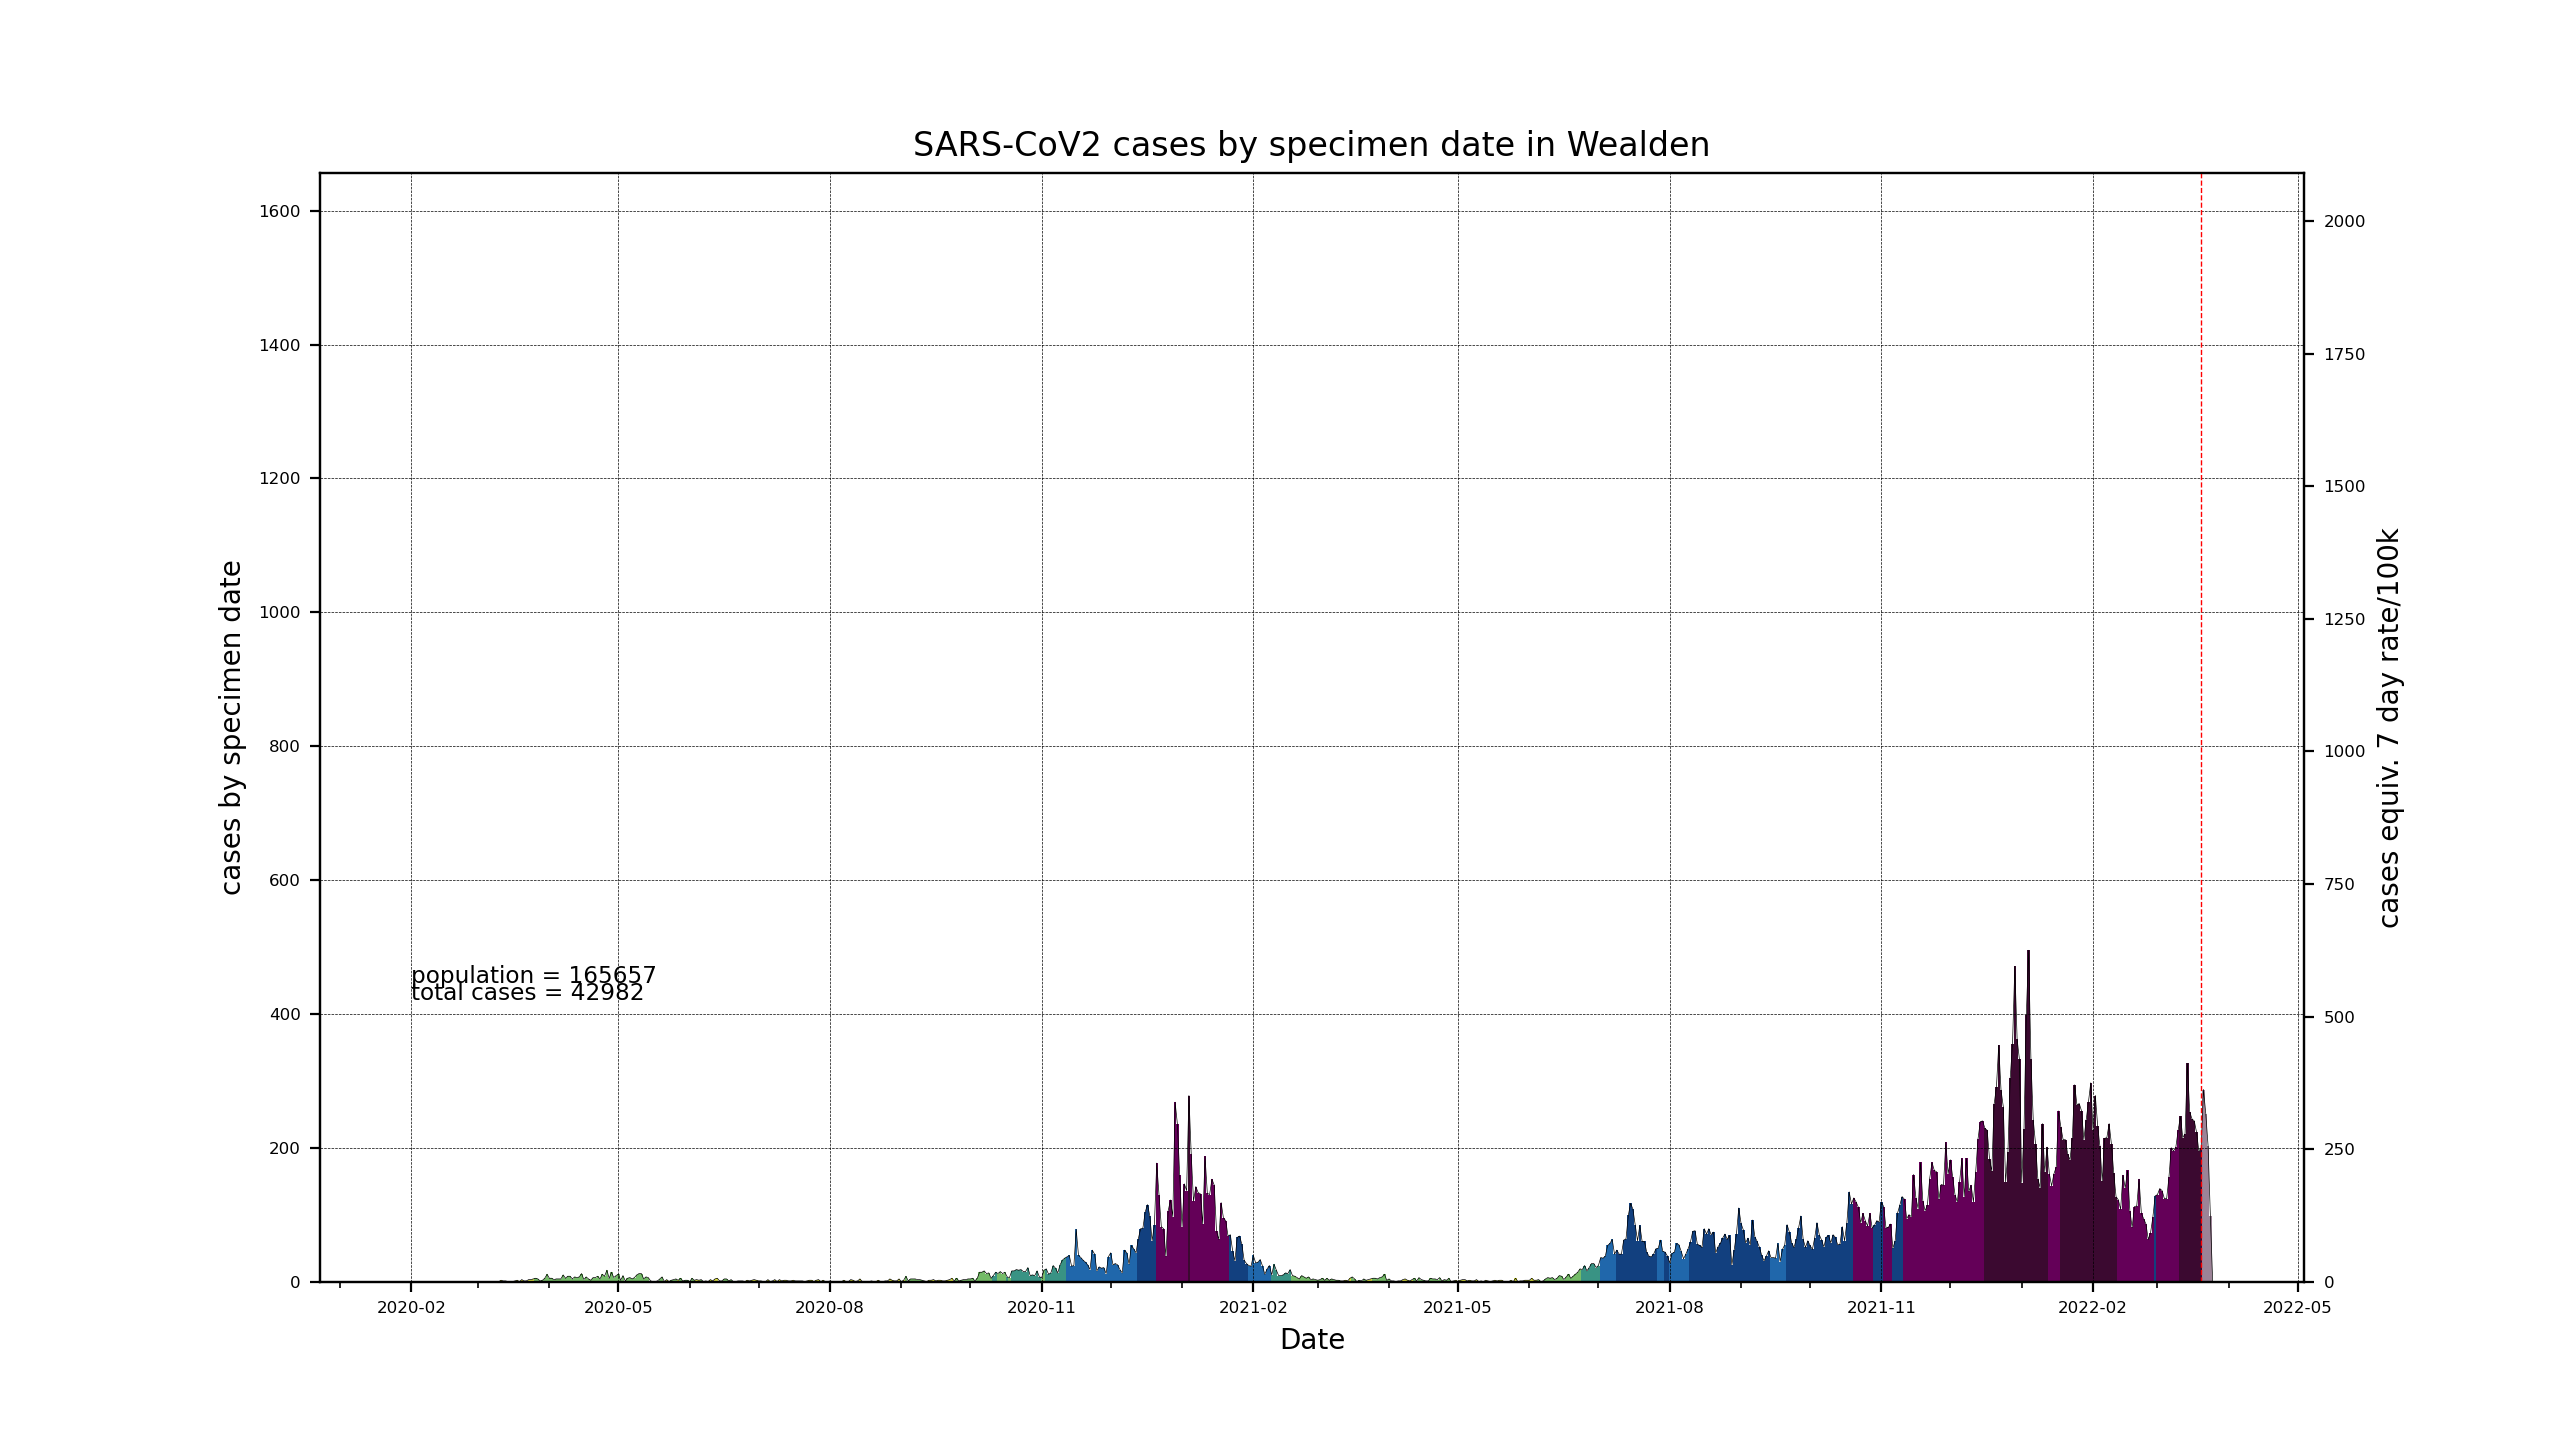 SARS-CoV2 cases by specimen date in Wealden
cases by specimen date
1600
1400
1200
1000
800
600
400
200
0
population = 165657
total cases = 42982
2000
1750
1500
1250
1000
750
500
250
0
cases equiv. 7 day rate/100k
2020-02 2020-05 2020-08 2020-11 2021-02 2021-05 2021-08 2021-11 2022-02 2022-05
Date